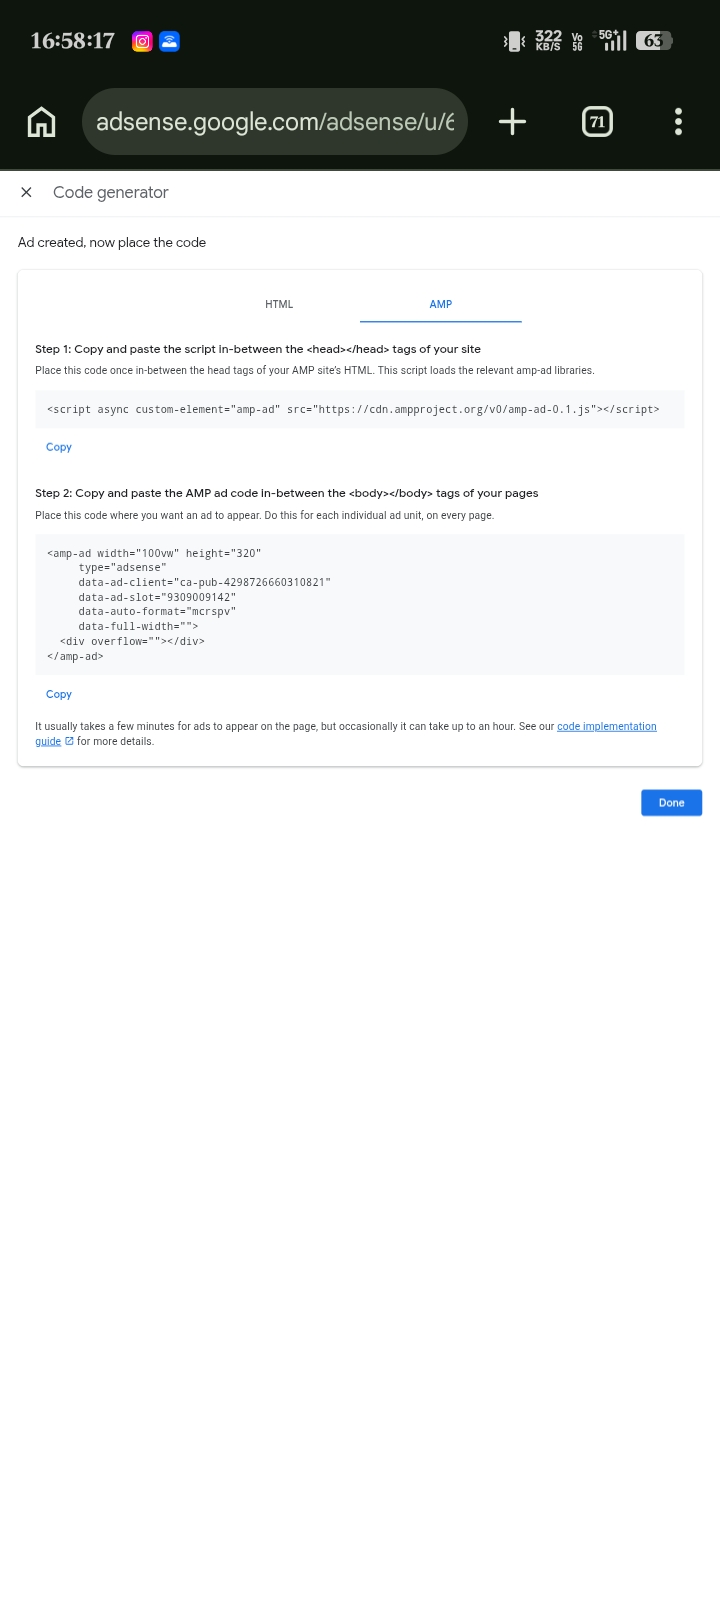 16:58:17
322 KB/S
Vo 5G
5G+
63
adsense.google.com/adsense/u/6
71
Code generator
Ad created, now place the code
HTML
AMP
Step 1: Copy and paste the script in-between the <head></head> tags of your site
Place this code once in-between the head tags of your AMP site's HTML. This script loads the relevant amp-ad libraries.
<script async custom-element="amp-ad" src="https://cdn.ampproject.org/v0/amp-ad-0.1.js"></script>
Copy
Step 2: Copy and paste the AMP ad code in-between the <body></body> tags of your pages
Place this code where you want an ad to appear. Do this for each individual ad unit, on every page.
<amp-ad width="100vw" height="320"
     type="adsense"
     data-ad-client="ca-pub-4298726660310821"
     data-ad-slot="9309009142"
     data-auto-format="mcrspv"
     data-full-width="">
  <div overflow=""></div>
</amp-ad>
Copy
It usually takes a few minutes for ads to appear on the page, but occasionally it can take up to an hour. See our code implementation
guide for more details.
Done